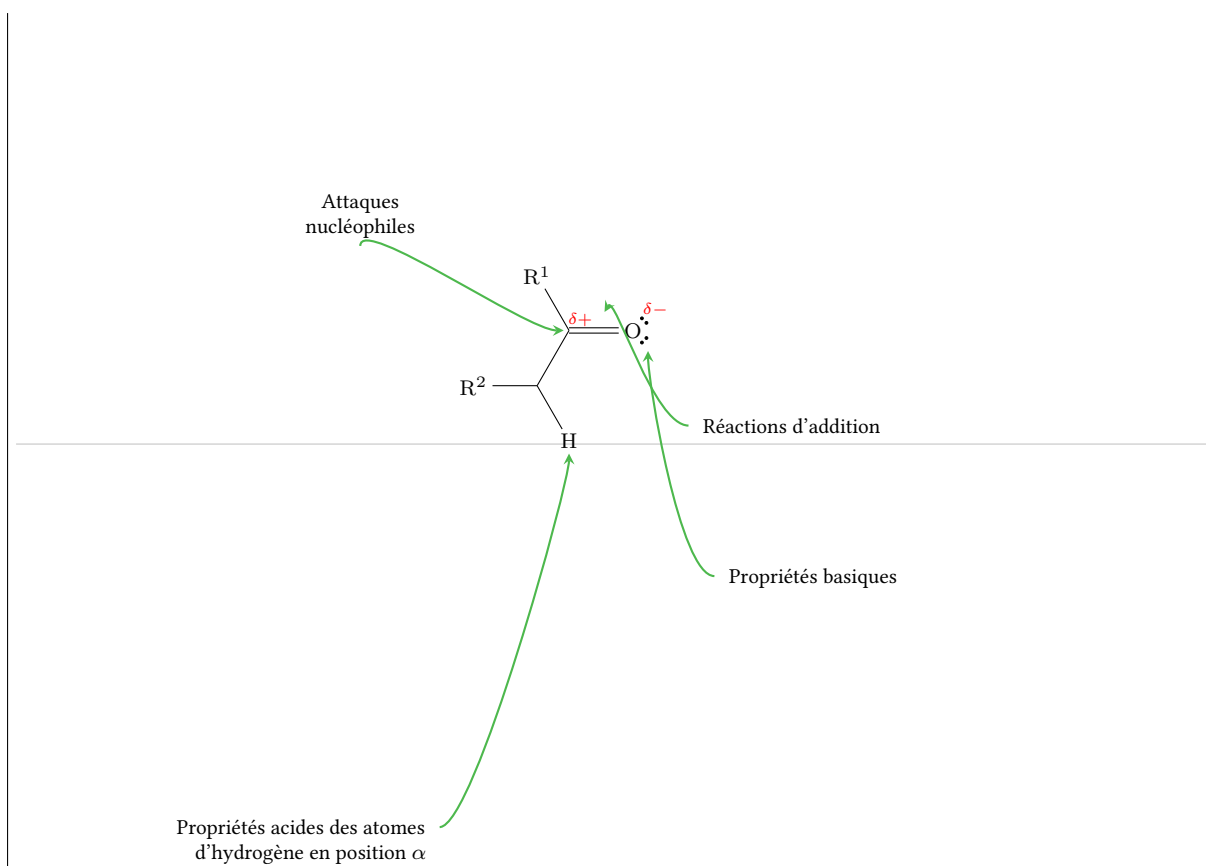 Attaques
nucléophiles
R¹
δ+
δ−
O
R²
H
Réactions d'addition
Propriétés basiques
Propriétés acides des atomes
d'hydrogène en position α